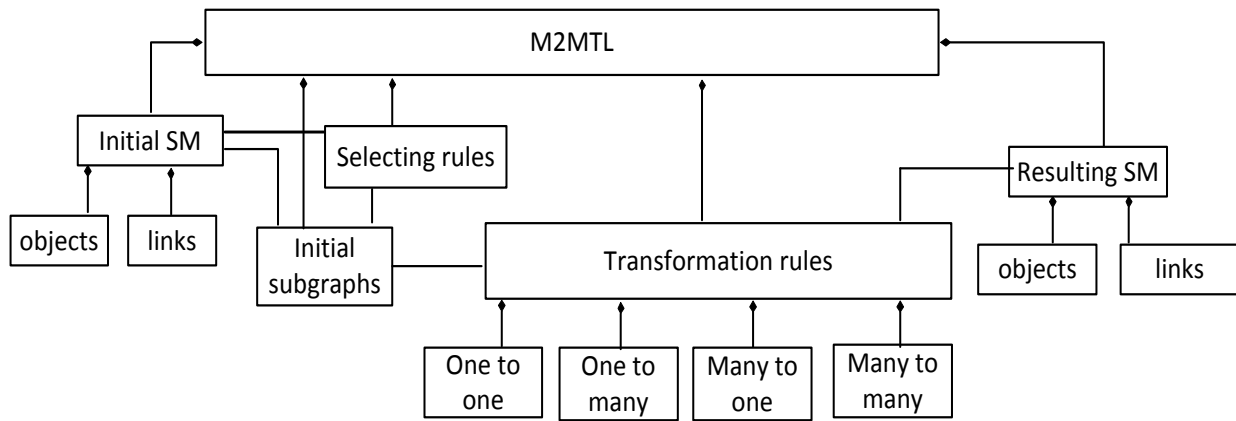 M2MTL
Initial SM
Selecting rules
Resulting SM
objects
links
Initial
subgraphs
Transformation rules
objects
links
One to
one
One to
many
Many to
one
Many to
many